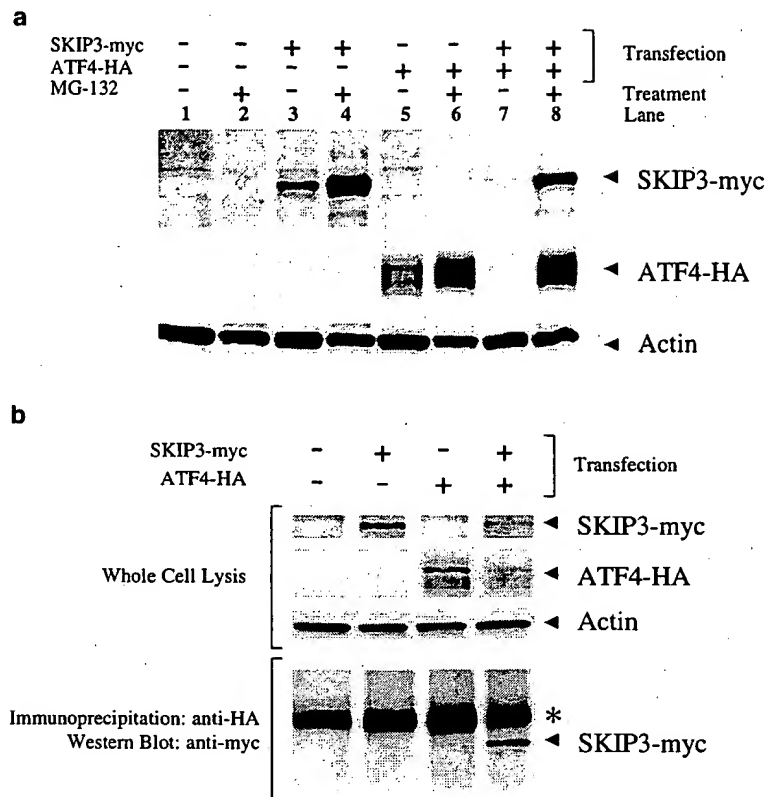 a
SKIP3-myc - - + + - - + + Transfection
ATF4-HA - - - - + + + +
MG-132 - + - + - + - + Treatment
1 2 3 4 5 6 7 8 Lane
SKIP3-myc
ATF4-HA
Actin
b
SKIP3-myc - + - + Transfection
ATF4-HA - - + +
SKIP3-myc
Whole Cell Lysis ATF4-HA
Actin
Immunoprecipitation: anti-HA *
Western Blot: anti-myc SKIP3-myc